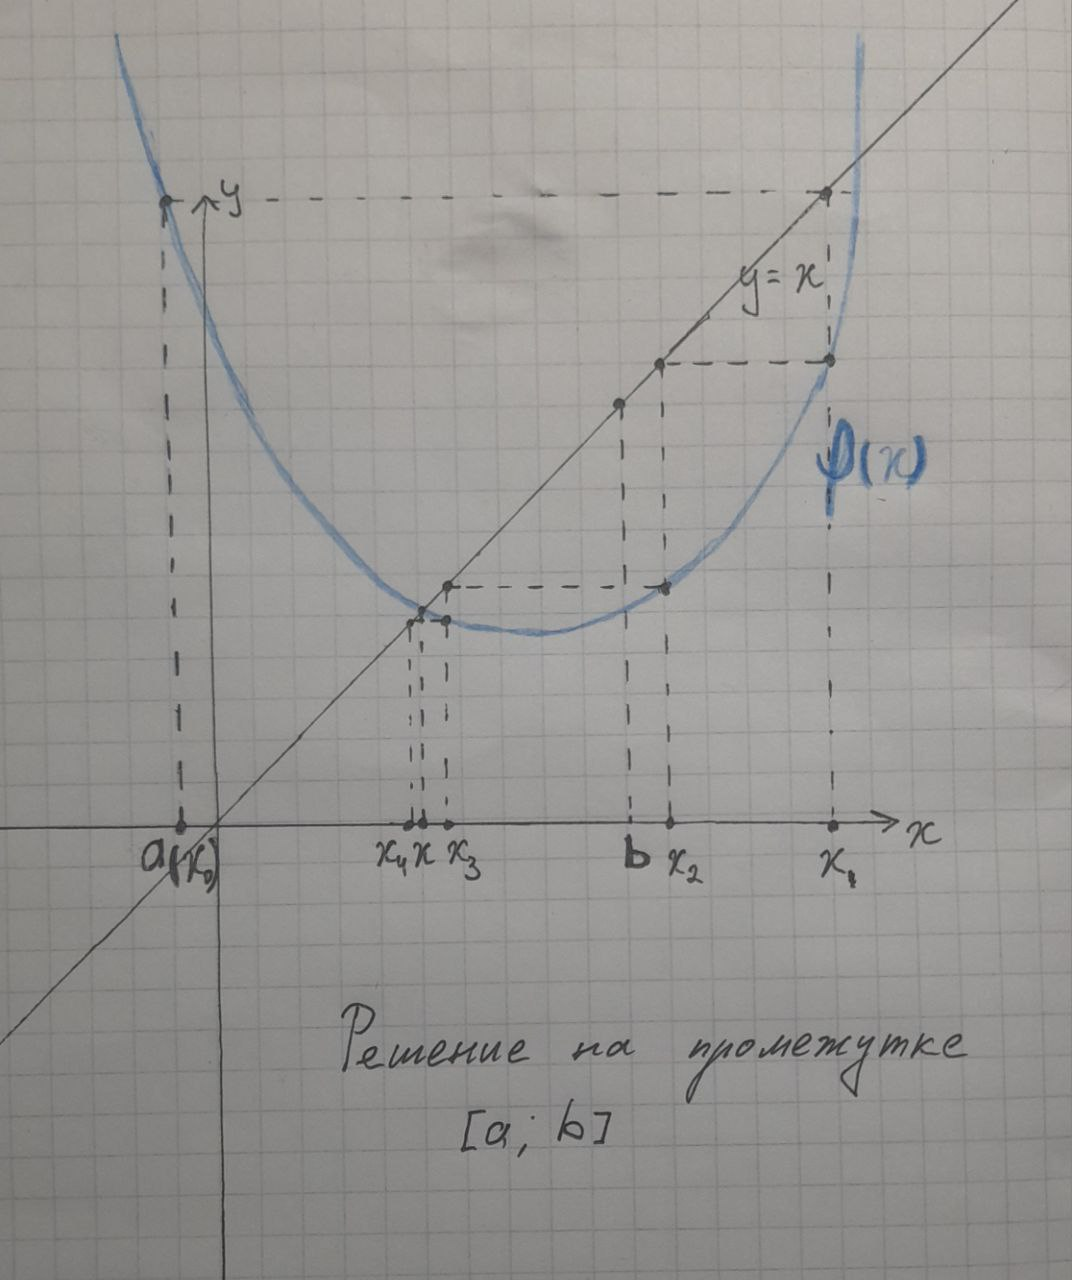 y
y = x
φ(x)
a(x₀) x₄ x x₃ b x₂ x₁ x
Решение на промежутке
[a; b]